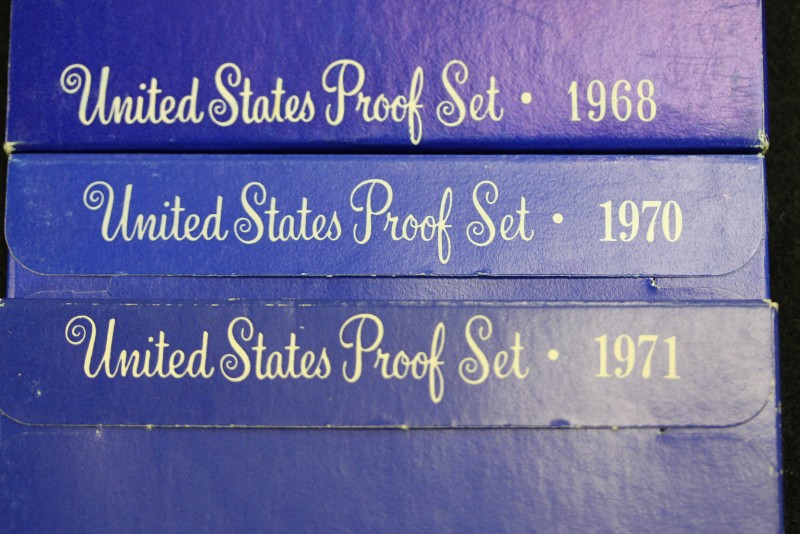 United States Proof Set • 1968
United States Proof Set • 1970
United States Proof Set • 1971